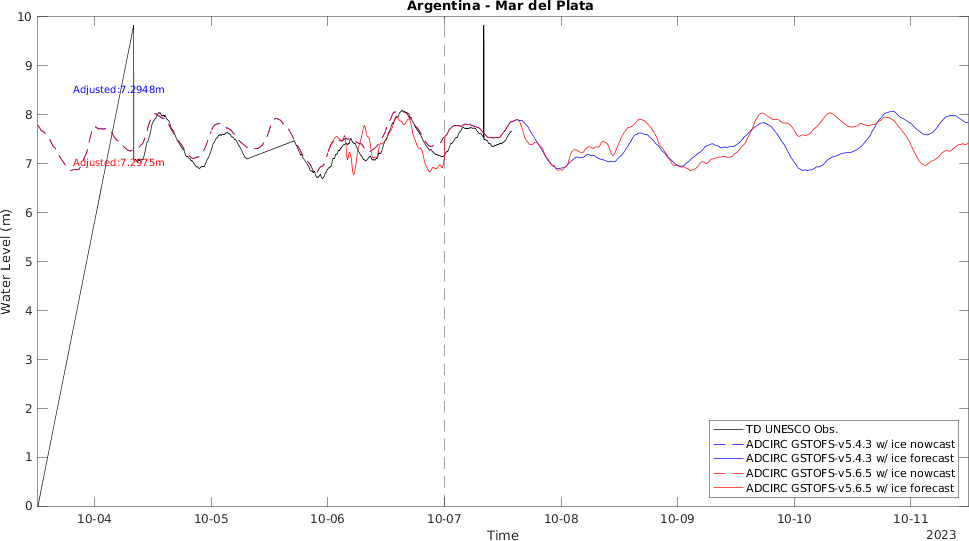 Argentina - Mar del Plata
10
9
8
7
6
5
4
3
2
1
0
Water Level (m)
Adjusted:7.2948m
Adjusted:7.2975m
TD UNESCO Obs.
ADCIRC GSTOFS-v5.4.3 w/ ice nowcast
ADCIRC GSTOFS-v5.4.3 w/ ice forecast
ADCIRC GSTOFS-v5.6.5 w/ ice nowcast
ADCIRC GSTOFS-v5.6.5 w/ ice forecast
10-04 10-05 10-06 10-07 10-08 10-09 10-10 10-11
Time
2023